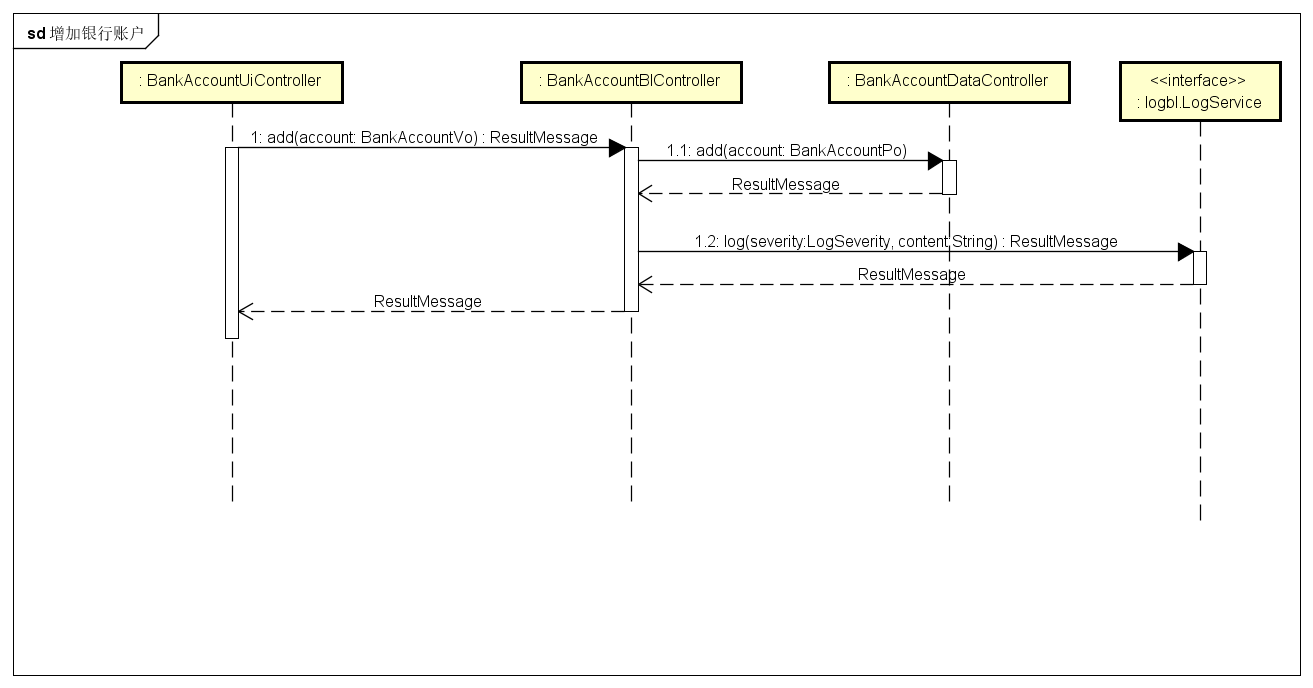 sd 增加银行账户
: BankAccountUiController
: BankAccountBlController
: BankAccountDataController
<<interface>>
: logbl.LogService
1: add(account: BankAccountVo) : ResultMessage
1.1: add(account: BankAccountPo)
ResultMessage
1.2: log(severity:LogSeverity, content:String) : ResultMessage
ResultMessage
ResultMessage